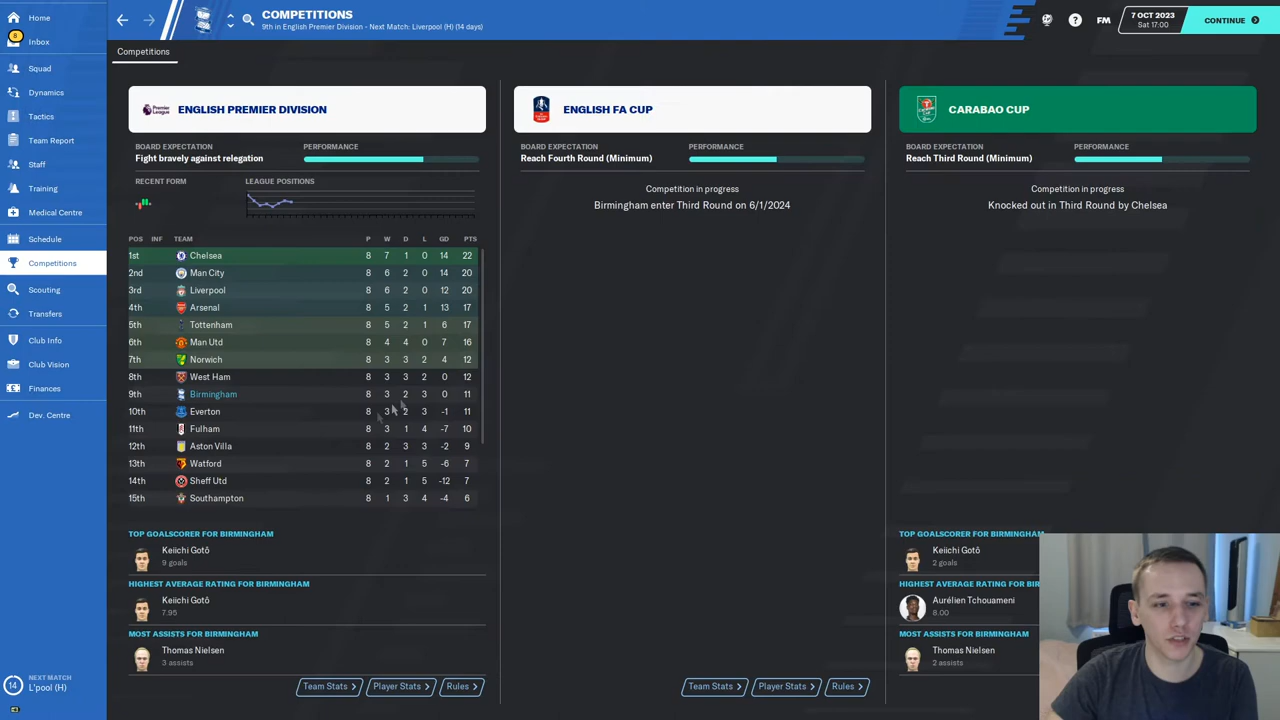 Home
8
Inbox
Squad
Dynamics
Tactics
Team Report
Staff
Training
Medical Centre
Schedule
Competitions
Scouting
Transfers
Club Info
Club Vision
Finances
Dev. Centre
14
NEXT MATCH
L'pool (H)
COMPETITIONS
9th in English Premier Division - Next Match: Liverpool (H) (14 days)
?
FM
7 OCT 2023
Sat 17:00
CONTINUE
Competitions
Premier League
ENGLISH PREMIER DIVISION
BOARD EXPECTATION
Fight bravely against relegation
PERFORMANCE
RECENT FORM
LEAGUE POSITIONS
POS INF TEAM P W D L GD PTS
1st Chelsea 8 7 1 0 14 22
2nd Man City 8 6 2 0 14 20
3rd Liverpool 8 6 2 0 12 20
4th Arsenal 8 5 2 1 13 17
5th Tottenham 8 5 2 1 6 17
6th Man Utd 8 4 4 0 7 16
7th Norwich 8 3 3 2 4 12
8th West Ham 8 3 3 2 0 12
9th Birmingham 8 3 2 3 0 11
10th Everton 8 3 2 3 -1 11
11th Fulham 8 3 1 4 -7 10
12th Aston Villa 8 2 3 3 -2 9
13th Watford 8 2 1 5 -6 7
14th Sheff Utd 8 2 1 5 -12 7
15th Southampton 8 1 3 4 -4 6
TOP GOALSCORER FOR BIRMINGHAM
Keiichi Gotō
9 goals
HIGHEST AVERAGE RATING FOR BIRMINGHAM
Keiichi Gotō
7.95
MOST ASSISTS FOR BIRMINGHAM
Thomas Nielsen
3 assists
Team Stats > Player Stats > Rules >
ENGLISH FA CUP
BOARD EXPECTATION
Reach Fourth Round (Minimum)
PERFORMANCE
Competition in progress
Birmingham enter Third Round on 6/1/2024
Team Stats > Player Stats > Rules >
CARABAO CUP
BOARD EXPECTATION
Reach Third Round (Minimum)
PERFORMANCE
Competition in progress
Knocked out in Third Round by Chelsea
TOP GOALSCORER FOR BIRMINGHAM
Keiichi Gotō
2 goals
HIGHEST AVERAGE RATING FOR BIR
Aurélien Tchouameni
8.00
MOST ASSISTS FOR BIRMINGHAM
Thomas Nielsen
2 assists